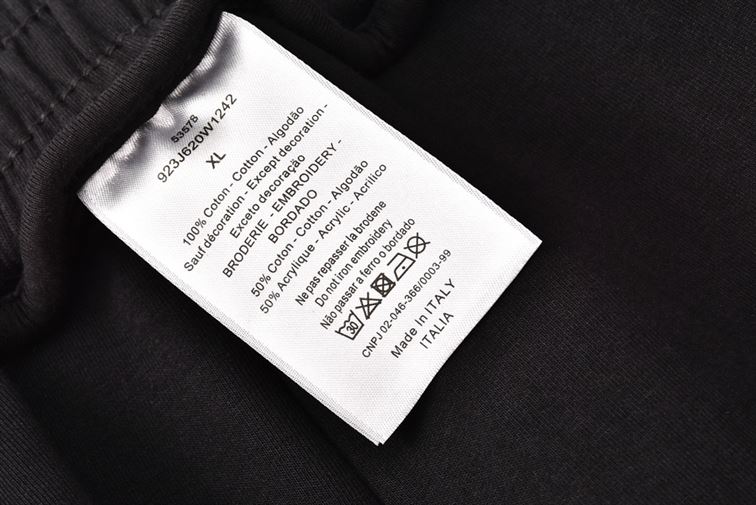 53578
923J620W1242
XL
100% Coton - Cotton - Algodão
Sauf décoration - Except decoration -
Exceto decoração
BRODERIE - EMBROIDERY -
BORDADO
50% Coton - Cotton - Algodão
50% Acrylique - Acrylic - Acrílico
Ne pas repasser la broderie
Do not iron embroidery
Não passar a ferro o bordado
30
CNPJ 02-046-366/0003-99
Made in ITALY
ITALIA